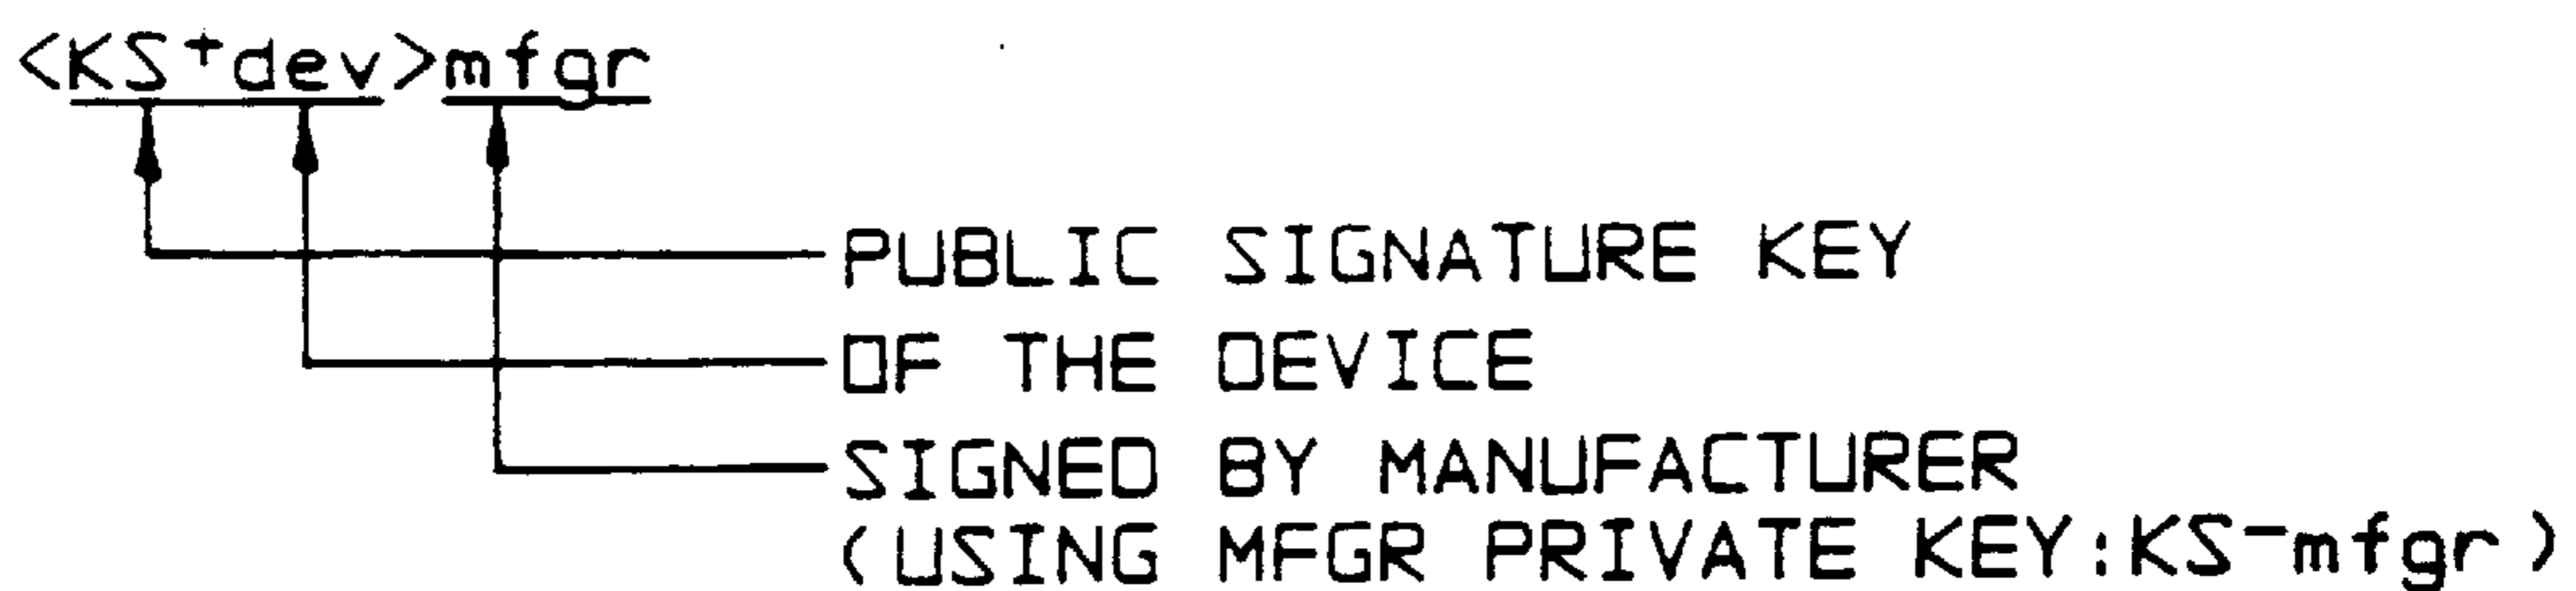 <KS⁺dev>mfgr
PUBLIC SIGNATURE KEY
OF THE DEVICE
SIGNED BY MANUFACTURER
(USING MFGR PRIVATE KEY:KS⁻mfgr)